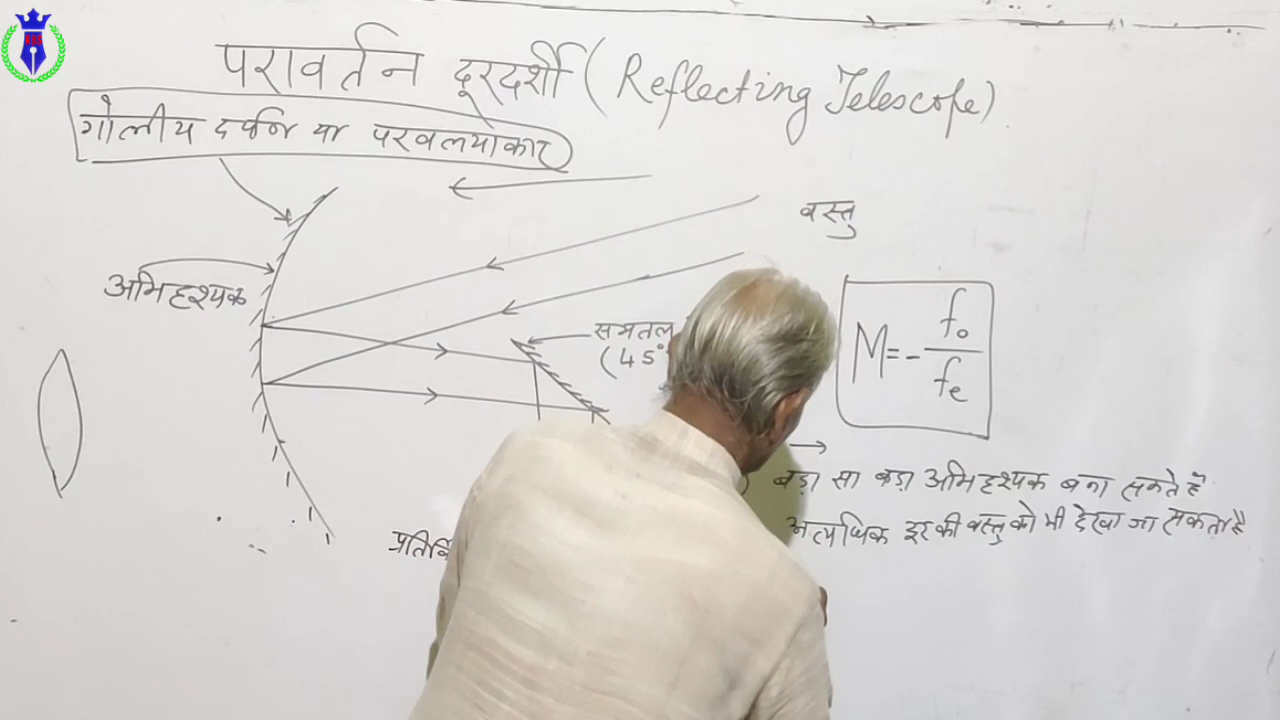 परावर्तन दूरदर्शी ( Reflecting Telescope)
गोलीय दर्पण या परवलयाकार
वस्तु
अभिदृश्यक
समतल
(45°
M = - fo / fe
→
बड़ा सा बड़ा अभिदृश्यक बना सकते है
अत्यधिक दूर की वस्तु को भी देखा जा सकता है